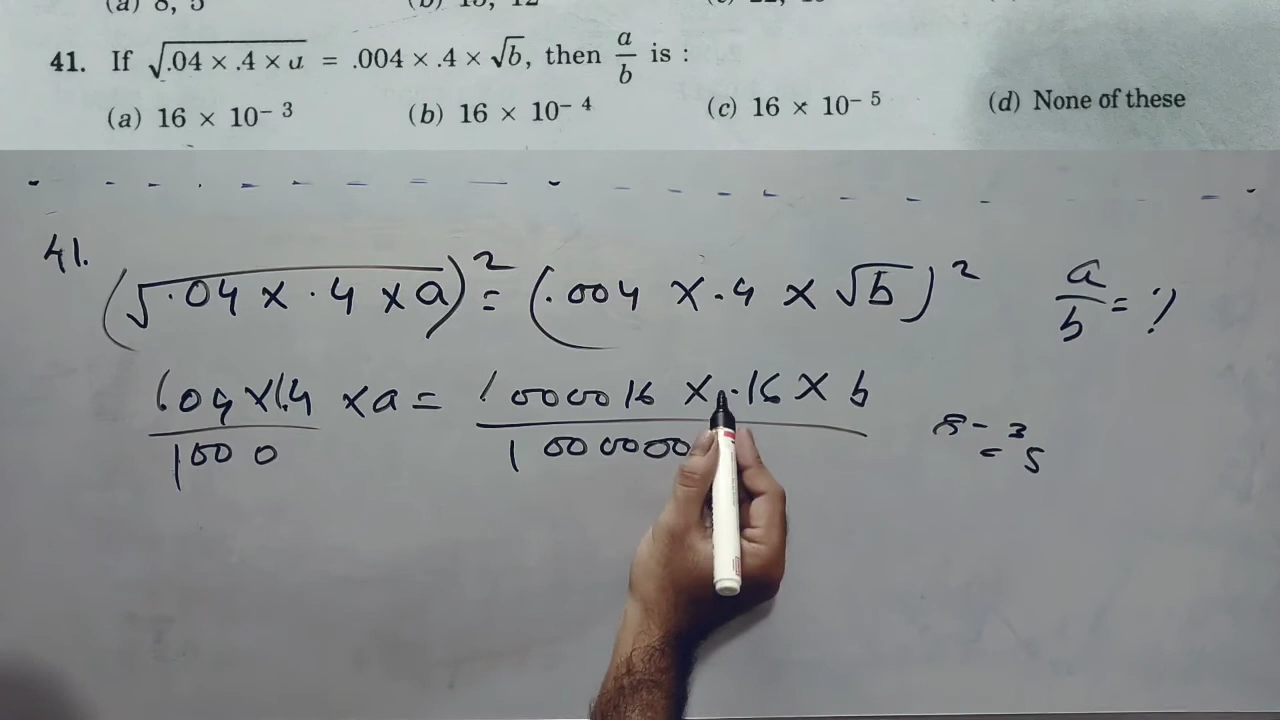 (a) 8, 5
41. If √.04 × .4 × a = .004 × .4 × √b, then a/b is :
(a) 16 × 10⁻³ (b) 16 × 10⁻⁴ (c) 16 × 10⁻⁵ (d) None of these
41.
(√.04 × .4 × a)² = (.004 × .4 × √b)² a/b = ?
.04 × .4 × a = .000016 × .16 × b
1000 1000000